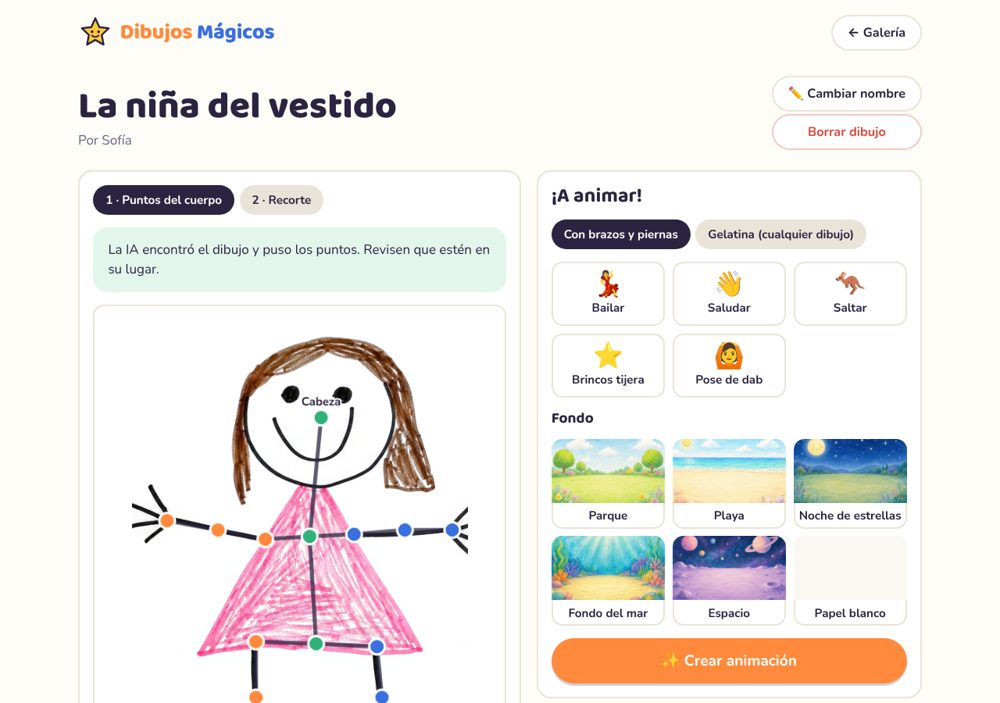 Dibujos Mágicos
← Galería
La niña del vestido
Por Sofía
✏️ Cambiar nombre
Borrar dibujo
1 · Puntos del cuerpo
2 · Recorte
La IA encontró el dibujo y puso los puntos. Revisen que estén en
su lugar.
Cabeza
¡A animar!
Con brazos y piernas
Gelatina (cualquier dibujo)
Bailar
Saludar
Saltar
Brincos tijera
Pose de dab
Fondo
Parque
Playa
Noche de estrellas
Fondo del mar
Espacio
Papel blanco
✨ Crear animación